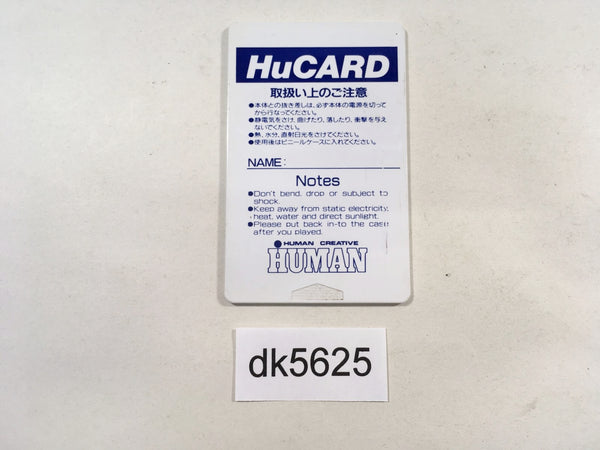 HuCARD
取扱い上のご注意
●本体との抜き差しは、必ず本体の電源を切って
から行なってください。
●静電気をさけ、曲げたり、落したり、衝撃を与え
ないでください。
●熱、水分、直射日光をさけてください。
●使用後はビニールケースに入れてください。
NAME:
Notes
●Don't bend, drop or subject to
shock.
●Keep away from static electricity,
heat, water and direct sunlight.
●Please put back in-to the case
after you played.
HUMAN CREATIVE
HUMAN
dk5625